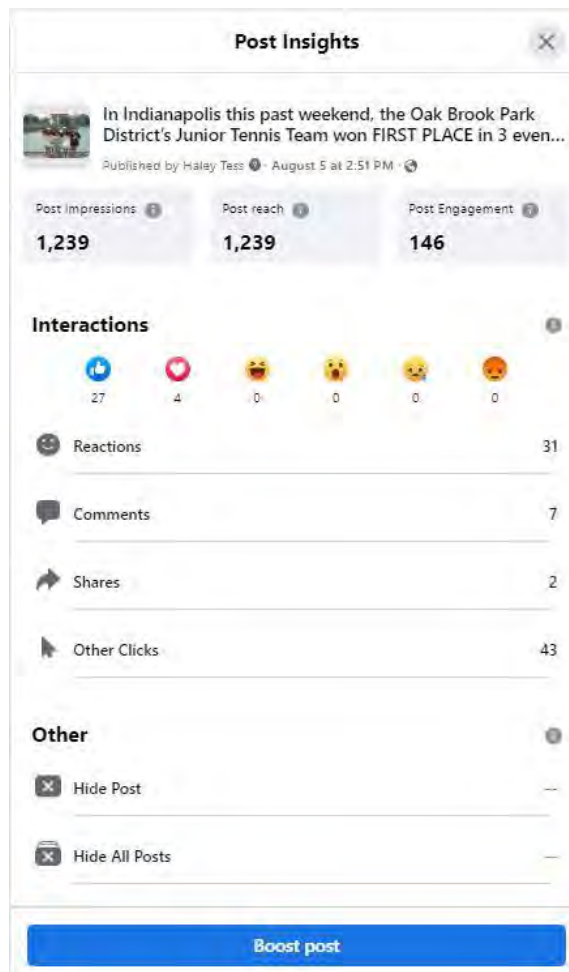 Post Insights
In Indianapolis this past weekend, the Oak Brook Park
District's Junior Tennis Team won FIRST PLACE in 3 even...
Published by Haley Tess · August 5 at 2:51 PM ·
Post Impressions Post reach Post Engagement
1,239 1,239 146
Interactions
27 4 0 0 0 0
Reactions 31
Comments 7
Shares 2
Other Clicks 43
Other
Hide Post --
Hide All Posts --
Boost post